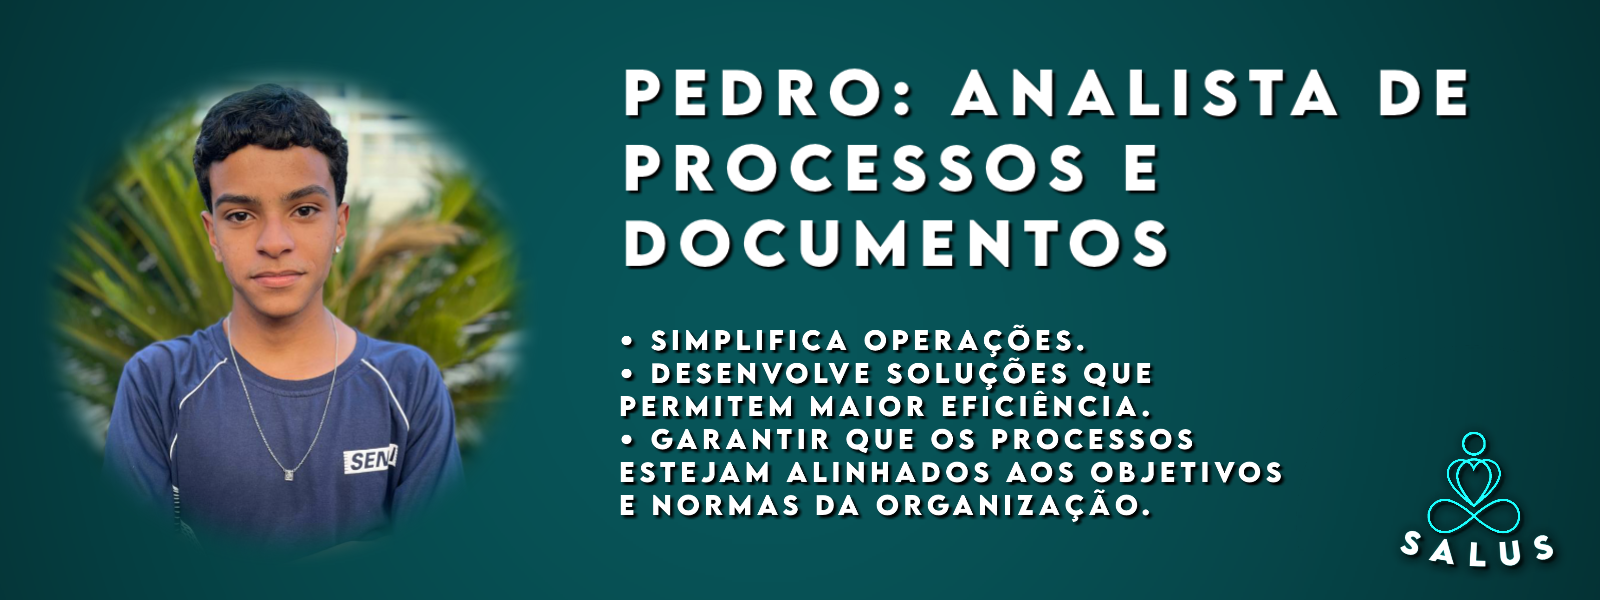 PEDRO: ANALISTA DE
PROCESSOS E
DOCUMENTOS
• SIMPLIFICA OPERAÇÕES.
• DESENVOLVE SOLUÇÕES QUE
PERMITEM MAIOR EFICIÊNCIA.
• GARANTIR QUE OS PROCESSOS
ESTEJAM ALINHADOS AOS OBJETIVOS
E NORMAS DA ORGANIZAÇÃO.
SALUS